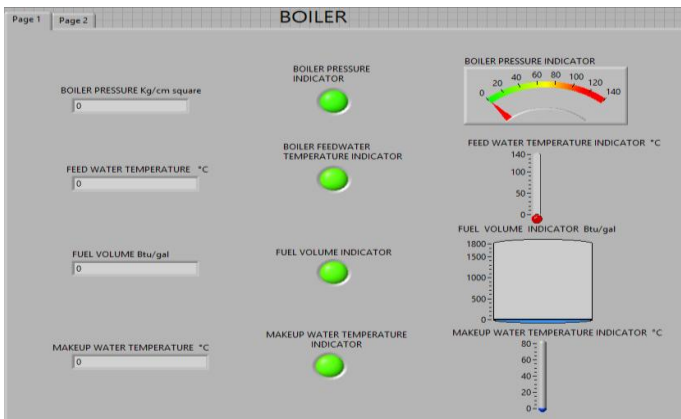 Page 1
Page 2
BOILER
BOILER PRESSURE Kg/cm square
0
BOILER PRESSURE
INDICATOR
BOILER PRESSURE INDICATOR
0
20
40
60
80
100
120
140
FEED WATER TEMPERATURE °C
0
BOILER FEEDWATER
TEMPERATURE INDICATOR
FEED WATER TEMPERATURE INDICATOR °C
140
100
50
0
FUEL VOLUME Btu/gal
0
FUEL VOLUME INDICATOR
FUEL VOLUME INDICATOR Btu/gal
1800
1500
1000
500
0
MAKEUP WATER TEMPERATURE °C
0
MAKEUP WATER TEMPERATURE
INDICATOR
MAKEUP WATER TEMPERATURE INDICATOR °C
80
60
40
20
0